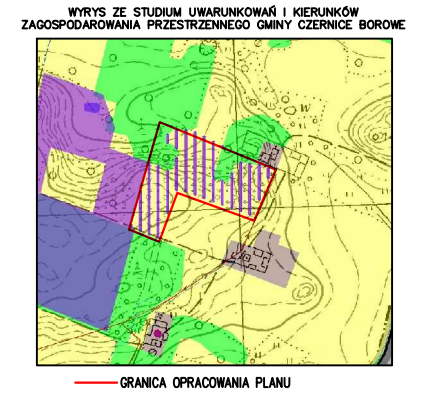 WYRYS ZE STUDIUM UWARUNKOWAŃ I KIERUNKÓW
ZAGOSPODAROWANIA PRZESTRZENNEGO GMINY CZERNICE BOROWE
GRANICA OPRACOWANIA PLANU